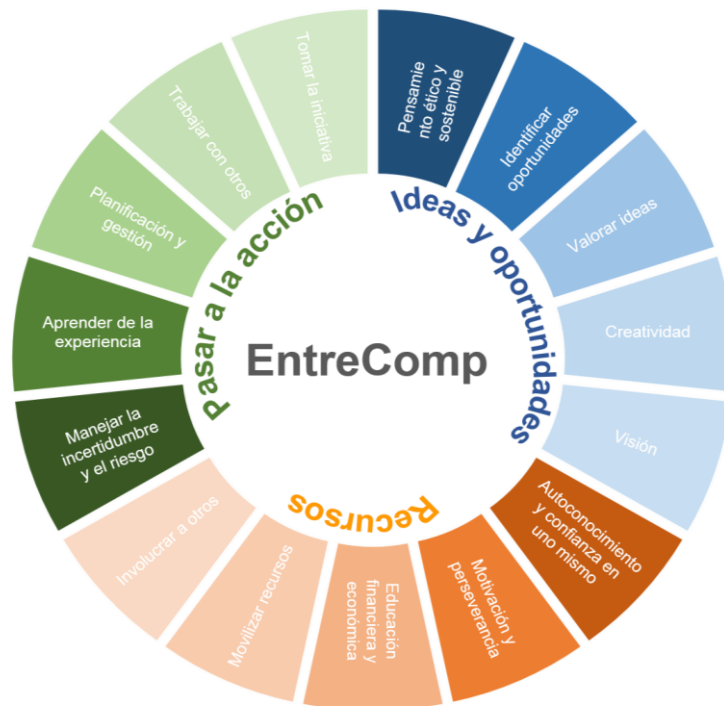 Pensamie
nto ético y
sostenible
Identificar
oportunidades
Valorar ideas
Creatividad
Visión
Autoconocimiento
y confianza en
uno mismo
Motivación y
perseverancia
Educación
financiera y
económica
Movilizar recursos
Involucrar a otros
Manejar la
incertidumbre
y el riesgo
Aprender de la
experiencia
Planificación y
gestión
Trabajar con otros
Tomar la iniciativa
Ideas y oportunidades
Recursos
Pasar a la acción
EntreComp